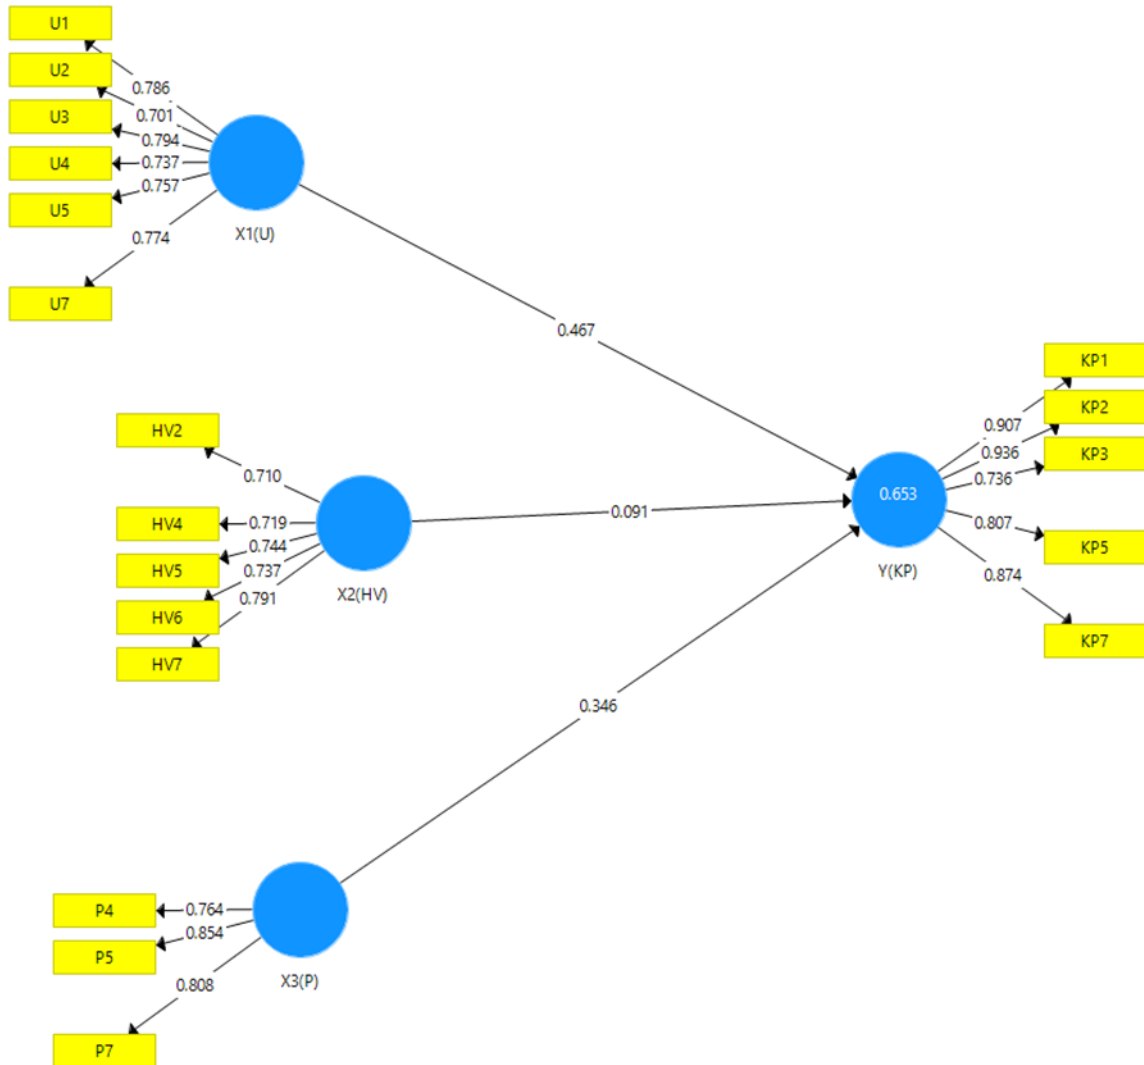 U1
U2
U3
U4
U5
U7
0.786
0.701
0.794
0.737
0.757
0.774
X1(U)
0.467
HV2
HV4
HV5
HV6
HV7
0.710
0.719
0.744
0.737
0.791
X2(HV)
0.091
P4
P5
P7
0.764
0.854
0.808
X3(P)
0.346
0.653
Y(KP)
0.907
0.936
0.736
0.807
0.874
KP1
KP2
KP3
KP5
KP7